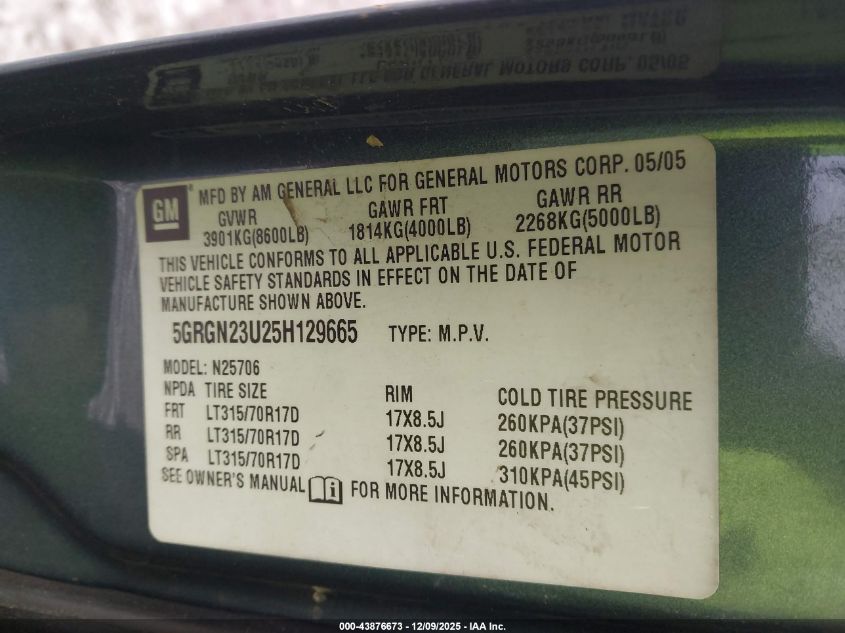 GM
® MFD BY AM GENERAL LLC FOR GENERAL MOTORS CORP. 05/05
GVWR GAWR FRT GAWR RR
3901KG(8600LB) 1814KG(4000LB) 2268KG(5000LB)
THIS VEHICLE CONFORMS TO ALL APPLICABLE U.S. FEDERAL MOTOR
VEHICLE SAFETY STANDARDS IN EFFECT ON THE DATE OF
MANUFACTURE SHOWN ABOVE.
5GRGN23U25H129665 TYPE: M.P.V.
MODEL: N25706
NPDA TIRE SIZE RIM COLD TIRE PRESSURE
FRT LT315/70R17D 17X8.5J 260KPA(37PSI)
RR LT315/70R17D 17X8.5J 260KPA(37PSI)
SPA LT315/70R17D 17X8.5J 310KPA(45PSI)
SEE OWNER'S MANUAL i FOR MORE INFORMATION.
000-43876673 - 12/09/2025 - IAA Inc.